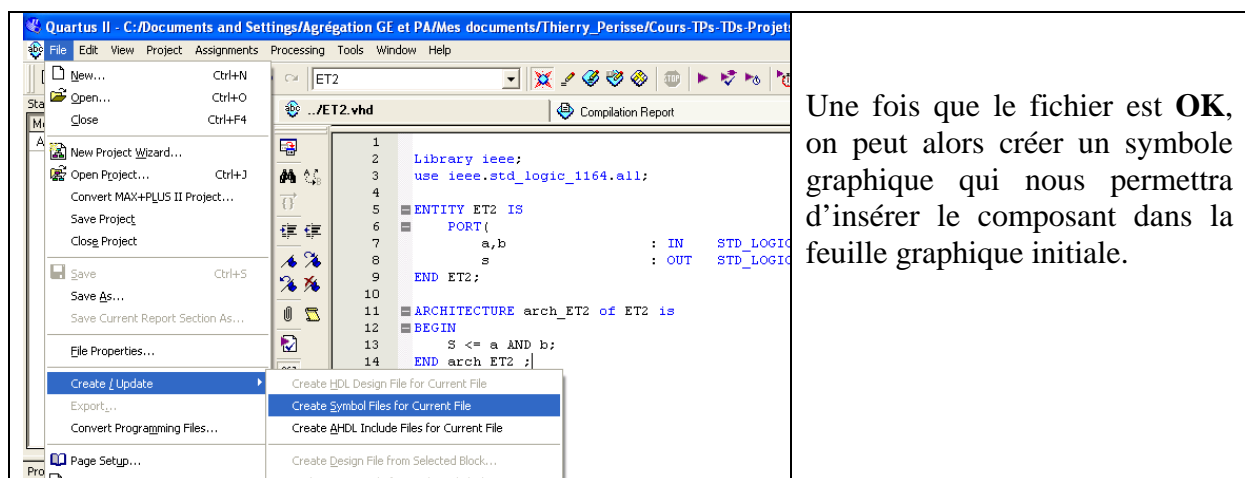 Quartus II - C:/Documents and Settings/Agrégation GE et PA/Mes documents/Thierry_Perisse/Cours-TPs-TDs-Projets
File Edit View Project Assignments Processing Tools Window Help
New... Ctrl+N
Open... Ctrl+O
Close Ctrl+F4
New Project Wizard...
Open Project... Ctrl+J
Convert MAX+PLUS II Project...
Save Project
Close Project
Save Ctrl+S
Save As...
Save Current Report Section As...
File Properties...
Create / Update
Export...
Convert Programming Files...
Page Setup...
Create HDL Design File for Current File
Create Symbol Files for Current File
Create AHDL Include Files for Current File
Create Design File from Selected Block...
ET2
../ET2.vhd
Compilation Report
1
2 Library ieee;
3 use ieee.std_logic_1164.all;
4
5 ENTITY ET2 IS
6 PORT(
7 a,b : IN STD_LOGIC
8 s : OUT STD_LOGIC
9 END ET2;
10
11 ARCHITECTURE arch_ET2 of ET2 is
12 BEGIN
13 S <= a AND b;
14 END arch_ET2 ;
Une fois que le fichier est OK,
on peut alors créer un symbole
graphique qui nous permettra
d’insérer le composant dans la
feuille graphique initiale.